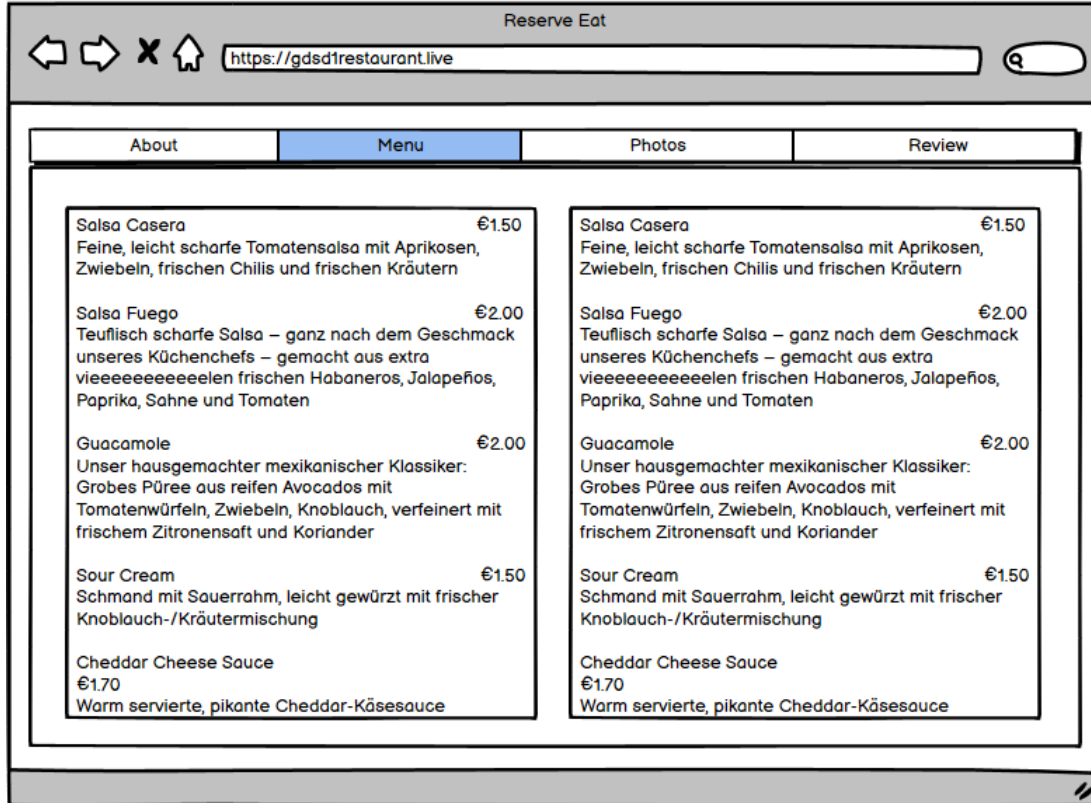 Reserve Eat
https://gdsd1restaurant.live
About Menu Photos Review
Salsa Casera €1.50
Feine, leicht scharfe Tomatensalsa mit Aprikosen,
Zwiebeln, frischen Chilis und frischen Kräutern
Salsa Fuego €2.00
Teuflisch scharfe Salsa – ganz nach dem Geschmack
unseres Küchenchefs – gemacht aus extra
vieeeeeeeeeeelen frischen Habaneros, Jalapeños,
Paprika, Sahne und Tomaten
Guacamole €2.00
Unser hausgemachter mexikanischer Klassiker:
Grobes Püree aus reifen Avocados mit
Tomatenwürfeln, Zwiebeln, Knoblauch, verfeinert mit
frischem Zitronensaft und Koriander
Sour Cream €1.50
Schmand mit Sauerrahm, leicht gewürzt mit frischer
Knoblauch-/Kräutermischung
Cheddar Cheese Sauce
€1.70
Warm servierte, pikante Cheddar-Käsesauce
Salsa Casera €1.50
Feine, leicht scharfe Tomatensalsa mit Aprikosen,
Zwiebeln, frischen Chilis und frischen Kräutern
Salsa Fuego €2.00
Teuflisch scharfe Salsa – ganz nach dem Geschmack
unseres Küchenchefs – gemacht aus extra
vieeeeeeeeeeelen frischen Habaneros, Jalapeños,
Paprika, Sahne und Tomaten
Guacamole €2.00
Unser hausgemachter mexikanischer Klassiker:
Grobes Püree aus reifen Avocados mit
Tomatenwürfeln, Zwiebeln, Knoblauch, verfeinert mit
frischem Zitronensaft und Koriander
Sour Cream €1.50
Schmand mit Sauerrahm, leicht gewürzt mit frischer
Knoblauch-/Kräutermischung
Cheddar Cheese Sauce
€1.70
Warm servierte, pikante Cheddar-Käsesauce